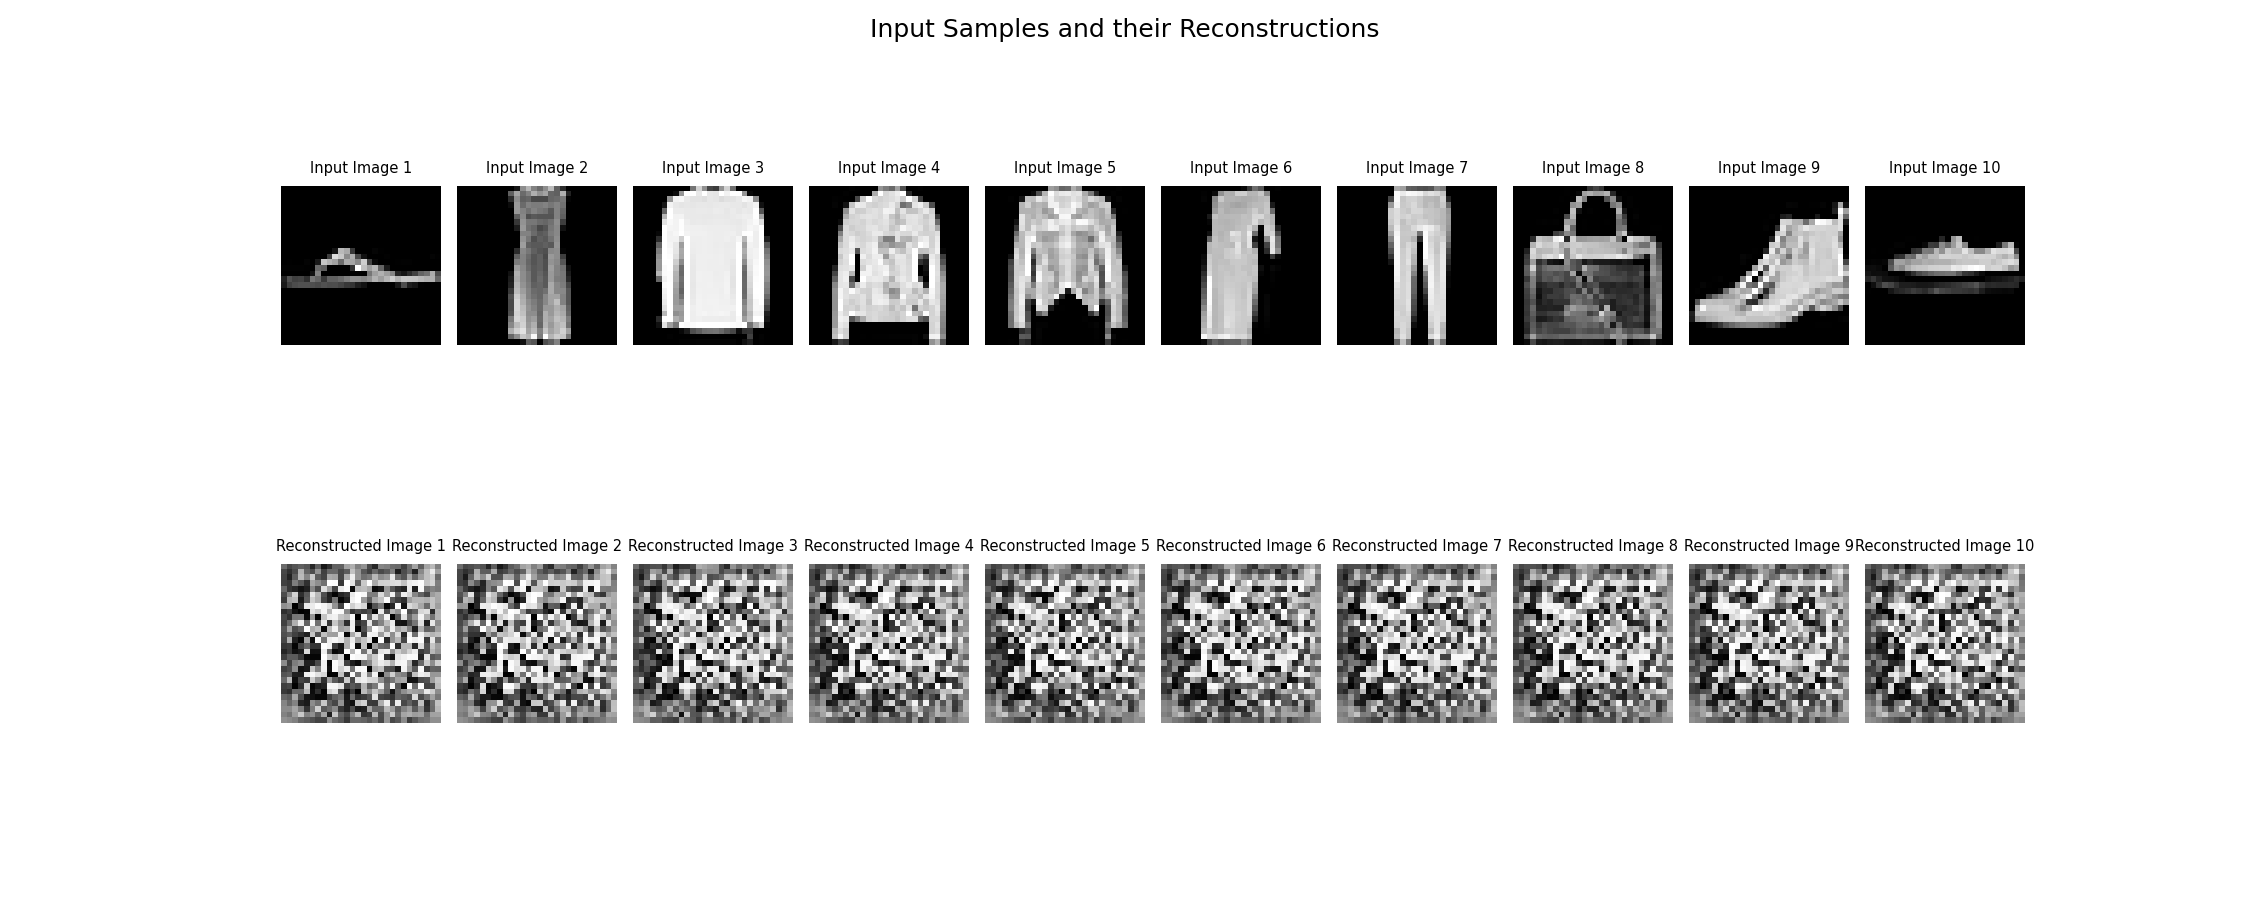 Input Samples and their Reconstructions
Input Image 1 Input Image 2 Input Image 3 Input Image 4 Input Image 5 Input Image 6 Input Image 7 Input Image 8 Input Image 9 Input Image 10
Reconstructed Image 1 Reconstructed Image 2 Reconstructed Image 3 Reconstructed Image 4 Reconstructed Image 5 Reconstructed Image 6 Reconstructed Image 7 Reconstructed Image 8 Reconstructed Image 9 Reconstructed Image 10